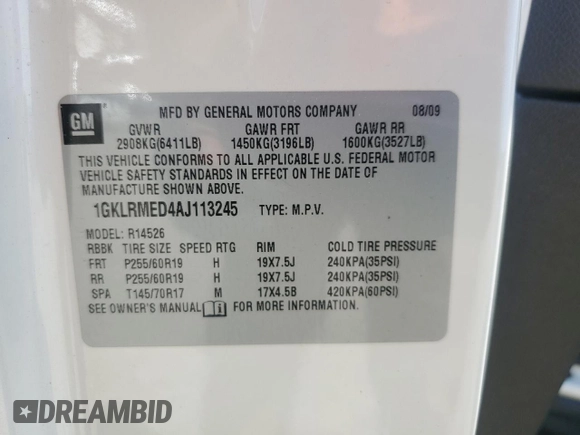 GM
MFD BY GENERAL MOTORS COMPANY 08/09
GVWR GAWR FRT GAWR RR
2908KG(6411LB) 1450KG(3196LB) 1600KG(3527LB)
THIS VEHICLE CONFORMS TO ALL APPLICABLE U.S. FEDERAL MOTOR
VEHICLE SAFETY STANDARDS IN EFFECT ON THE DATE OF
MANUFACTURE SHOWN ABOVE.
1GKLRMED4AJ113245 TYPE: M.P.V.
MODEL: R14526
RBBK TIRE SIZE SPEED RTG RIM COLD TIRE PRESSURE
FRT P255/60R19 H 19X7.5J 240KPA(35PSI)
RR P255/60R19 H 19X7.5J 240KPA(35PSI)
SPA T145/70R17 M 17X4.5B 420KPA(60PSI)
SEE OWNER'S MANUAL FOR MORE INFORMATION.
DREAMBID